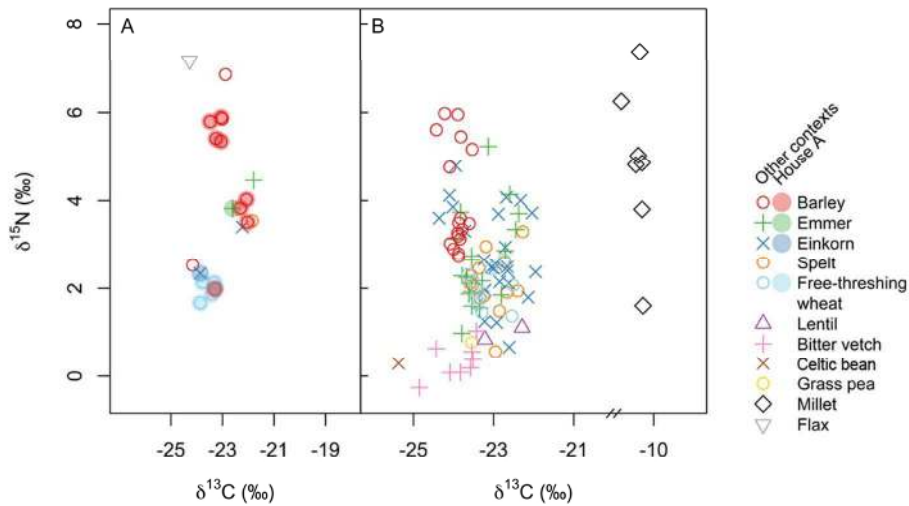 A
B
8
6
4
2
0
δ15N (‰)
-25
-23
-21
-19
-25
-23
-21
-10
δ13C (‰)
δ13C (‰)
Other contexts
House A
Barley
Emmer
Einkorn
Spelt
Free-threshing
wheat
Lentil
Bitter vetch
Celtic bean
Grass pea
Millet
Flax